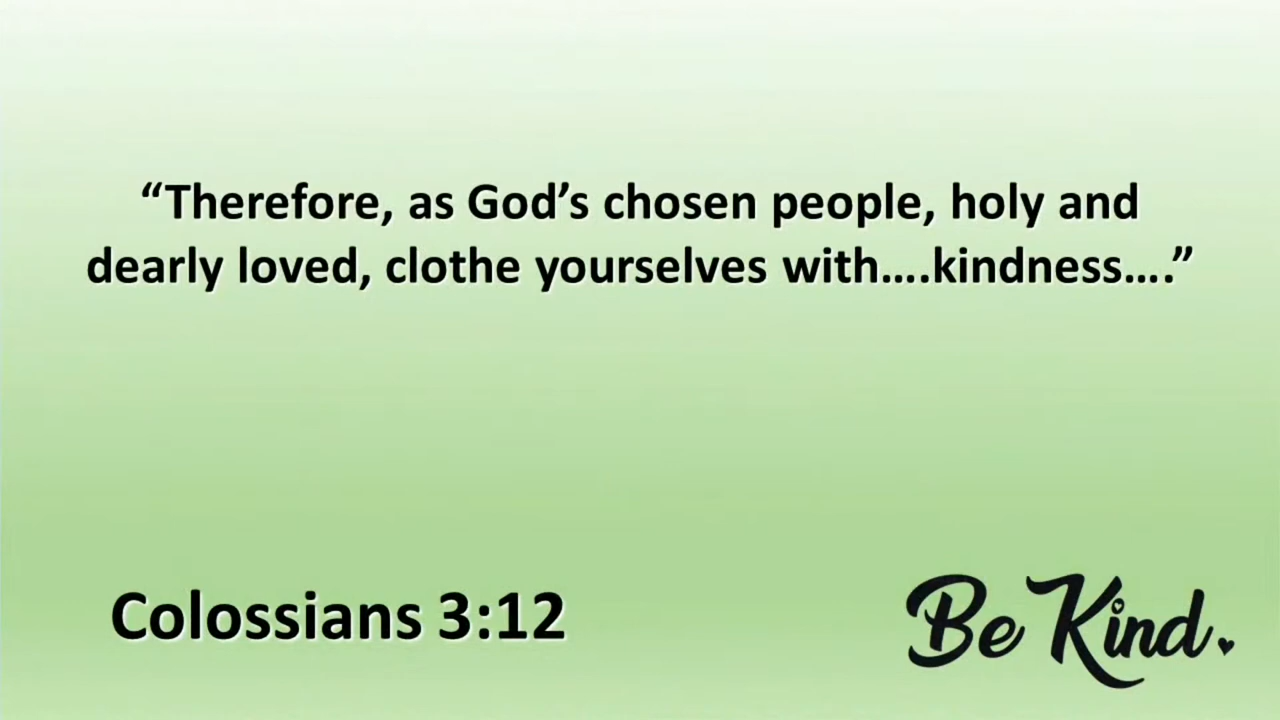 “Therefore, as God’s chosen people, holy and
dearly loved, clothe yourselves with….kindness….”
Colossians 3:12
Be Kind.